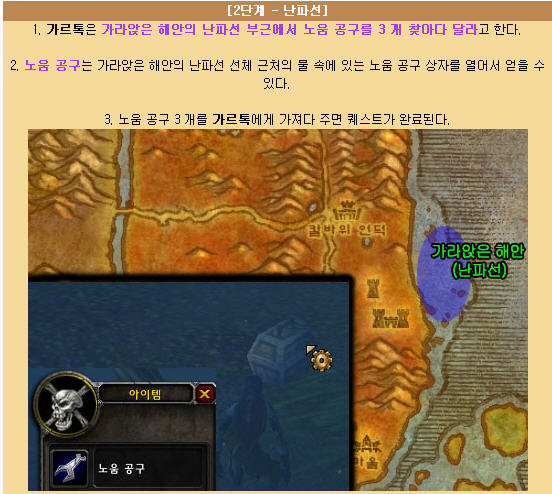 [2단계 - 난파선]
1. 가르톡은 가라앉은 해안의 난파선 부근에서 노움 공구를 3 개 찾아다 달라고 한다.
2. 노움 공구는 가라앉은 해안의 난파선 선체 근처의 물 속에 있는 노움 공구 상자를 열어서 얻을 수
있다.
3. 노움 공구 3 개를 가르톡에게 가져다 주면 퀘스트가 완료된다.
칼바위 언덕
가라앉은 해안
(난파선)
아이템
노움 공구
마을